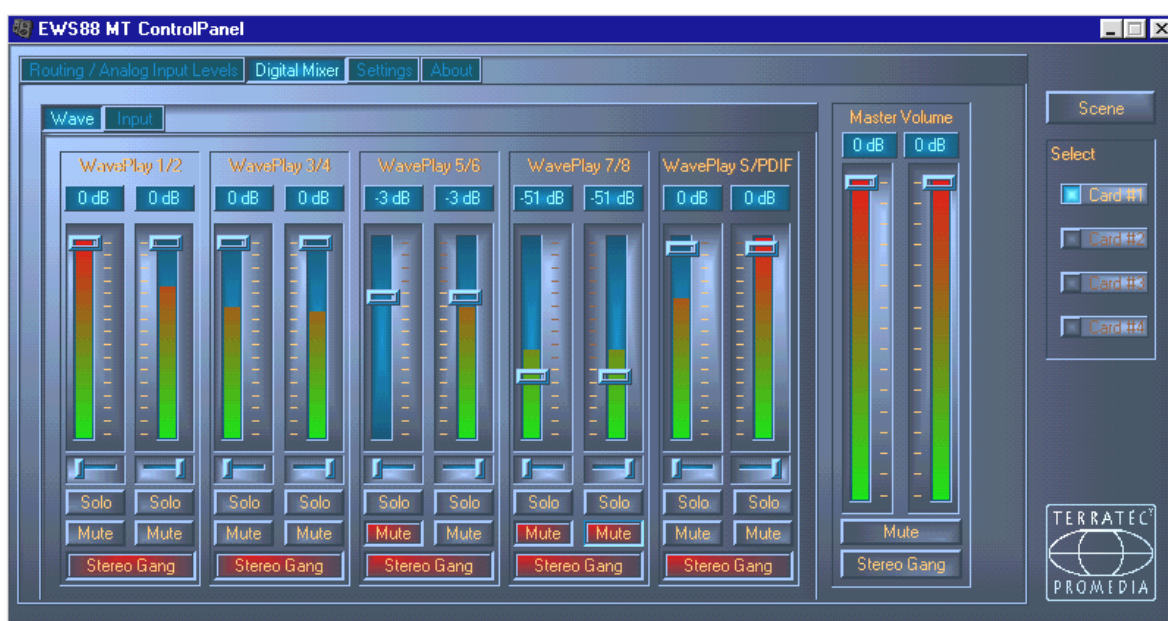 EWS88 MT ControlPanel
Routing / Analog Input Levels Digital Mixer Settings About
Wave Input
WavePlay 1/2 WavePlay 3/4 WavePlay 5/6 WavePlay 7/8 WavePlay S/PDIF
0 dB 0 dB 0 dB 0 dB -3 dB -3 dB -51 dB -51 dB 0 dB 0 dB
Solo Solo Solo Solo Solo Solo Solo Solo Solo Solo
Mute Mute Mute Mute Mute Mute Mute Mute Mute Mute
Stereo Gang Stereo Gang Stereo Gang Stereo Gang Stereo Gang
Master Volume
0 dB 0 dB
Mute
Stereo Gang
Scene
Select
Card #1
Card #2
Card #3
Card #4
TERRATEC
PROMEDIA